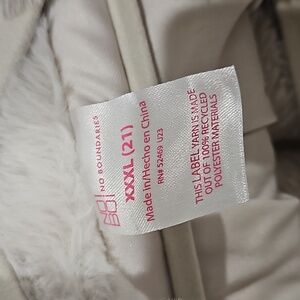 NO BOUNDARIES
XXXL (21)
Made In/Hecho en China
RN# 52469 U23
THIS LABEL YARN IS MADE
OUT OF 100% RECYCLED
POLYESTER MATERIALS